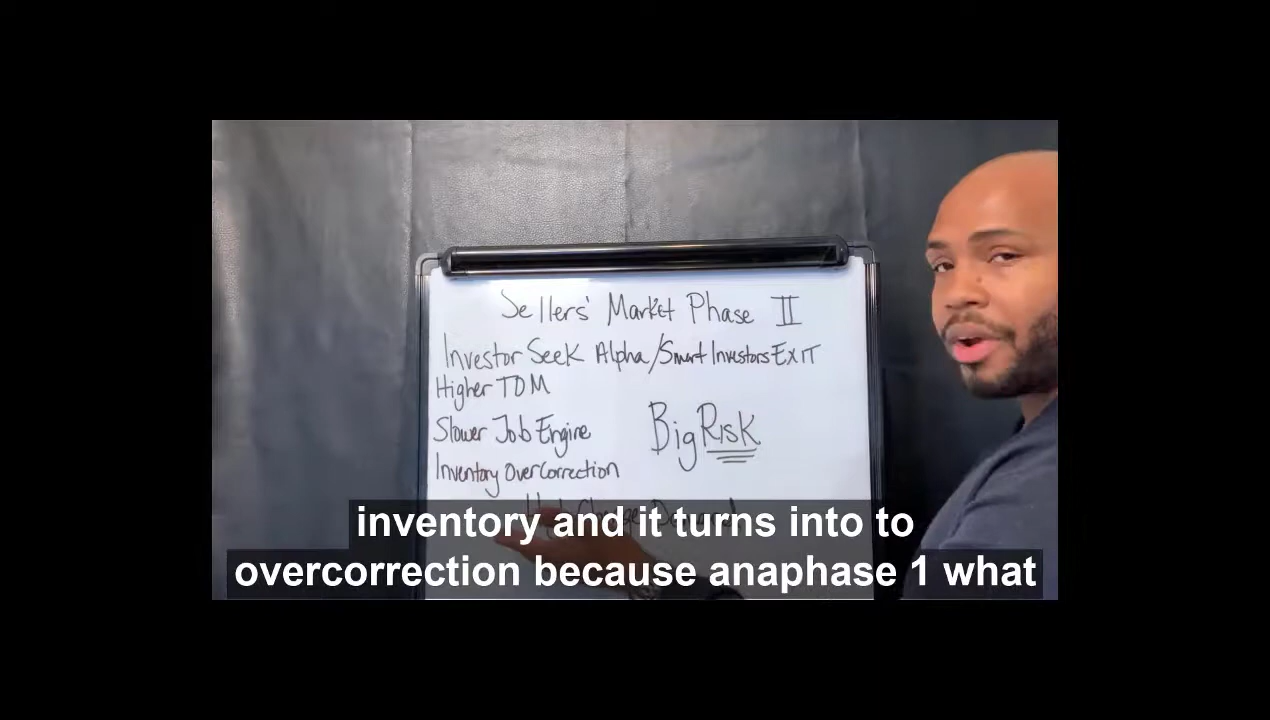 Sellers' Market Phase II
Investor Seek Alpha/Smart Investors EXIT
Higher TOM
Slower Job Engine
Big Risk
Inventory OverCorrection
inventory and it turns into to
overcorrection because anaphase 1 what